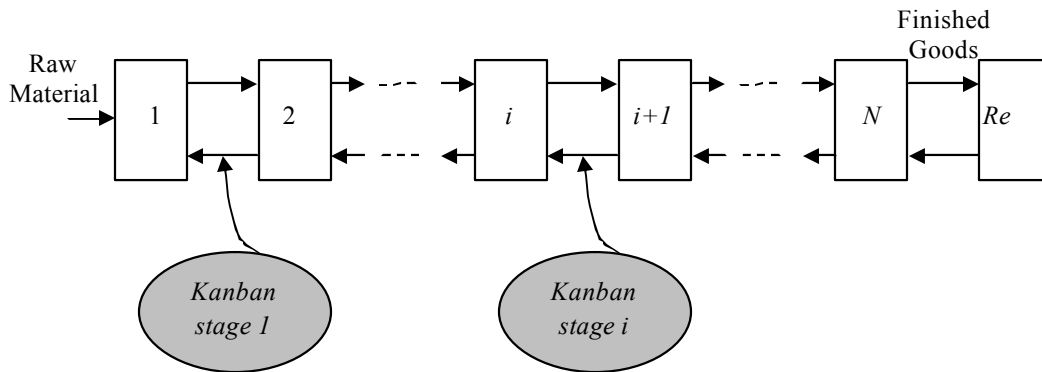 Finished
Goods
Raw
Material
1
2
i
i+1
N
Re
Kanban
stage 1
Kanban
stage i